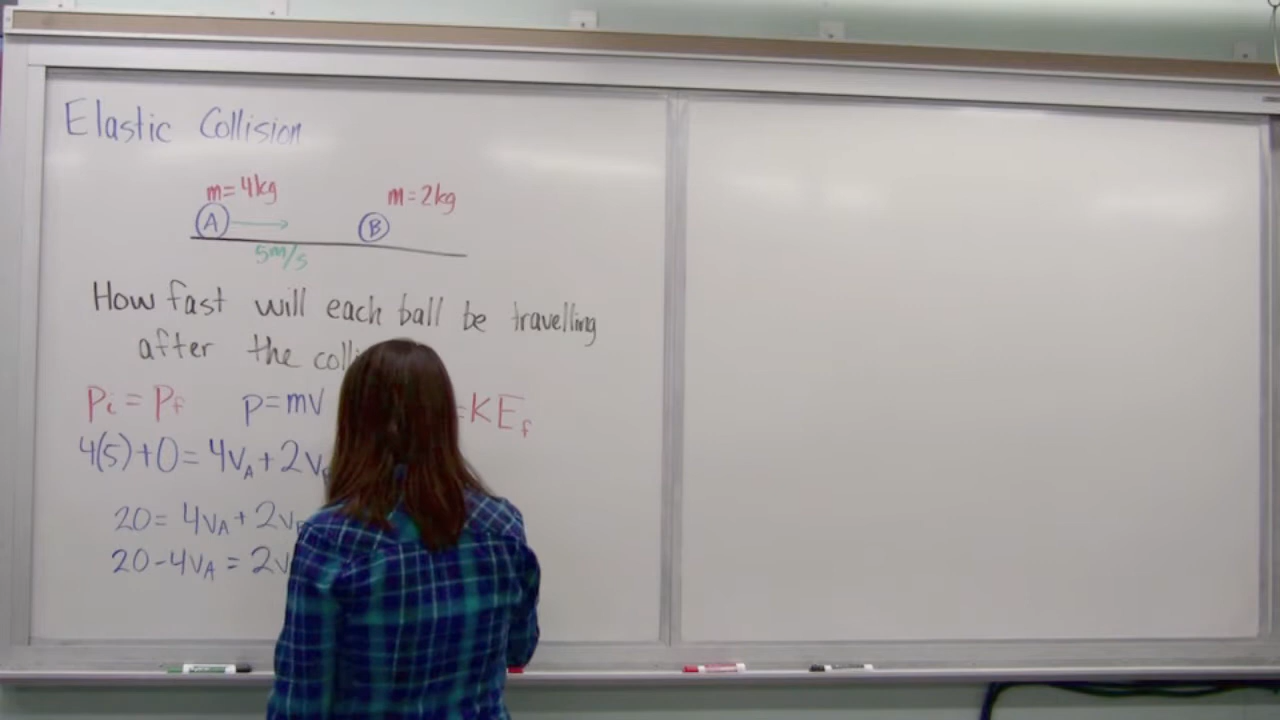 Elastic Collision
m=4kg m=2kg
A B
5m/s
How fast will each ball be travelling
after the
Pi = Pf p=mv =KEf
4(5)+0=4vA+2v
20=4vA+2v
20-4vA=2v